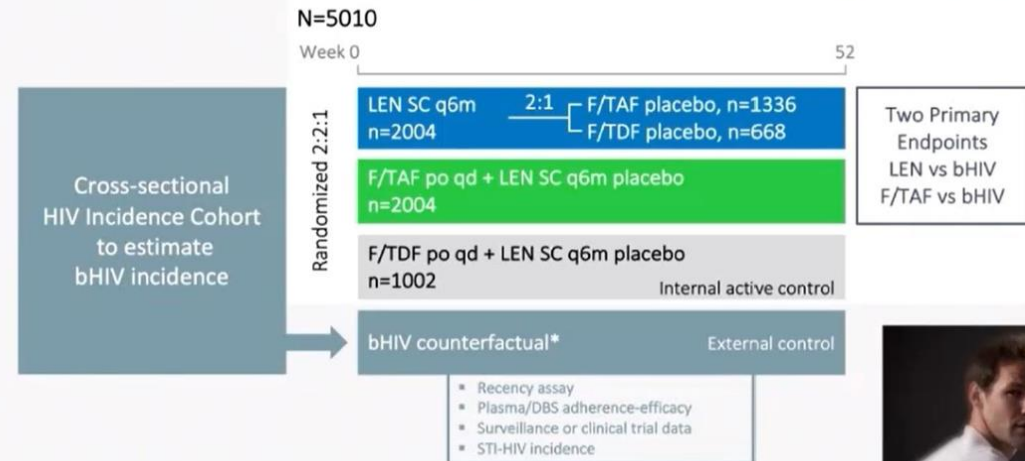 N=5010
Week 0
52
Cross-sectional
HIV Incidence Cohort
to estimate
bHIV incidence
Randomized 2:2:1
LEN SC q6m
n=2004
2:1
F/TAF placebo, n=1336
F/TDF placebo, n=668
F/TAF po qd + LEN SC q6m placebo
n=2004
F/TDF po qd + LEN SC q6m placebo
n=1002
Internal active control
bHIV counterfactual*
External control
Two Primary
Endpoints
LEN vs bHIV
F/TAF vs bHIV
▪ Recency assay
▪ Plasma/DBS adherence-efficacy
▪ Surveillance or clinical trial data
▪ STI-HIV incidence